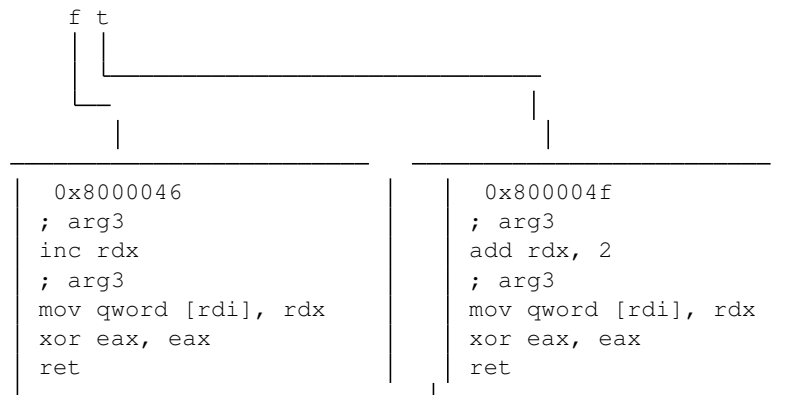 f t
0x8000046
; arg3
inc rdx
; arg3
mov qword [rdi], rdx
xor eax, eax
ret
0x800004f
; arg3
add rdx, 2
; arg3
mov qword [rdi], rdx
xor eax, eax
ret